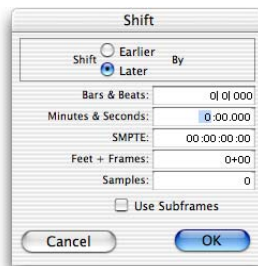 Shift
Shift Earlier By
Later
Bars & Beats: 0| 0| 000
Minutes & Seconds: 0:00.000
SMPTE: 00:00:00:00
Feet + Frames: 0+00
Samples: 0
Use Subframes
Cancel OK